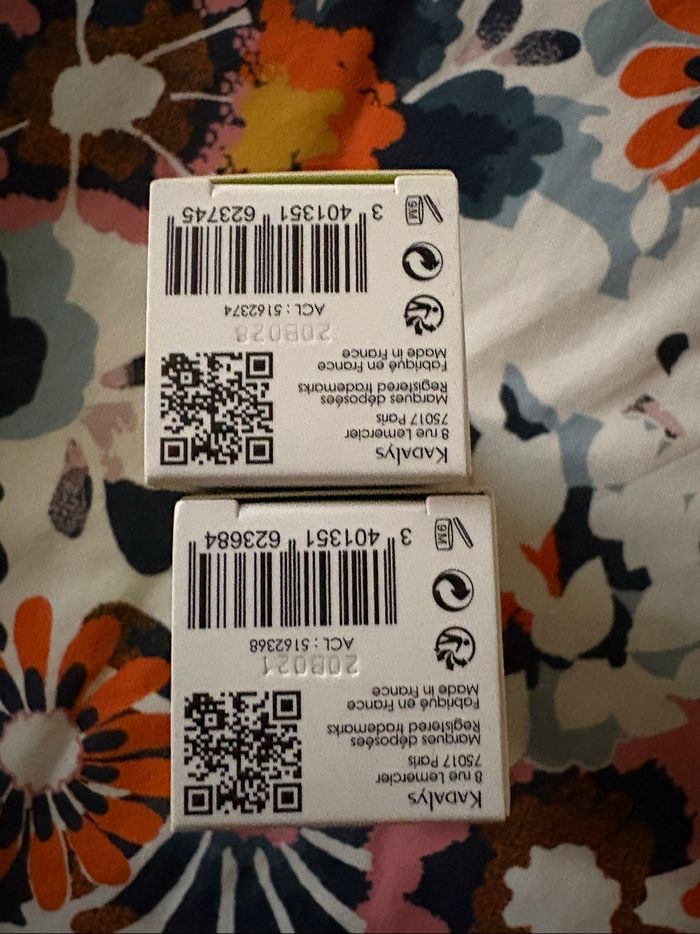 KADALYS
8 rue Lemercier
75017 Paris
Marques déposées
Registered trademarks
Fabriqué en France
Made in France
20B021
ACL : 5162368
3 401351 623684
9M
KADALYS
8 rue Lemercier
75017 Paris
Marques déposées
Registered trademarks
Fabriqué en France
Made in France
20B028
ACL : 5162374
3 401351 623745
9M